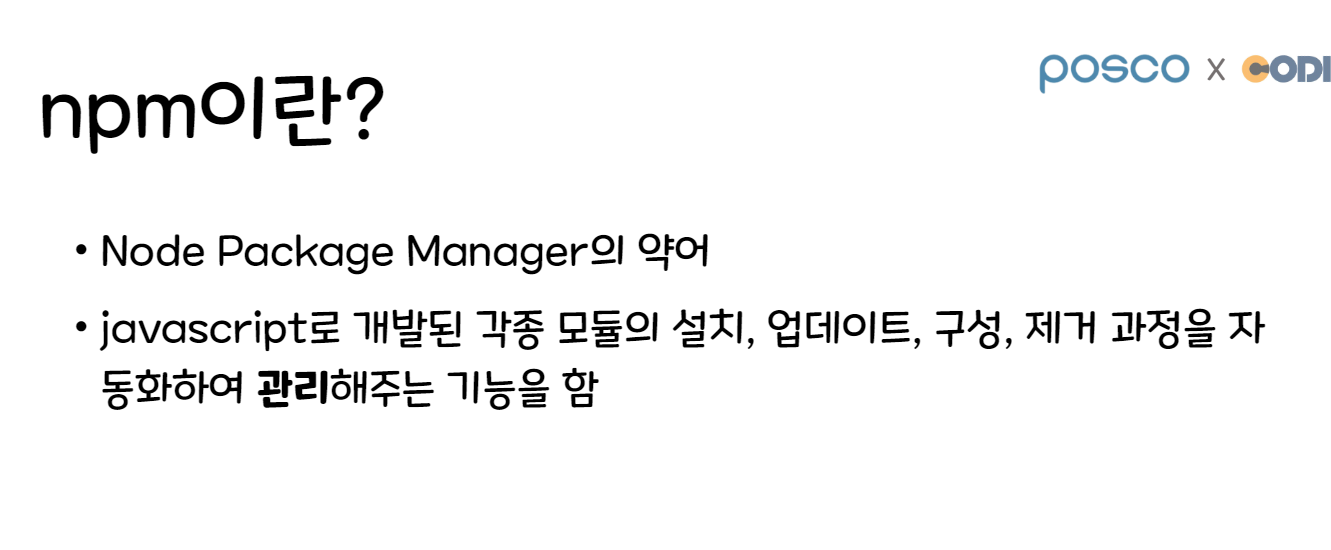 posco x CODI
npm이란?
• Node Package Manager의 약어
• javascript로 개발된 각종 모듈의 설치, 업데이트, 구성, 제거 과정을 자
동화하여 관리해주는 기능을 함